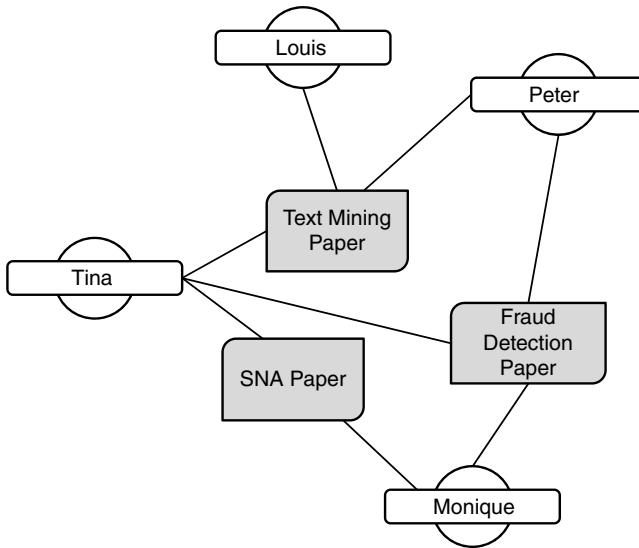 Louis
Peter
Text Mining
Paper
Tina
Fraud
Detection
Paper
SNA Paper
Monique